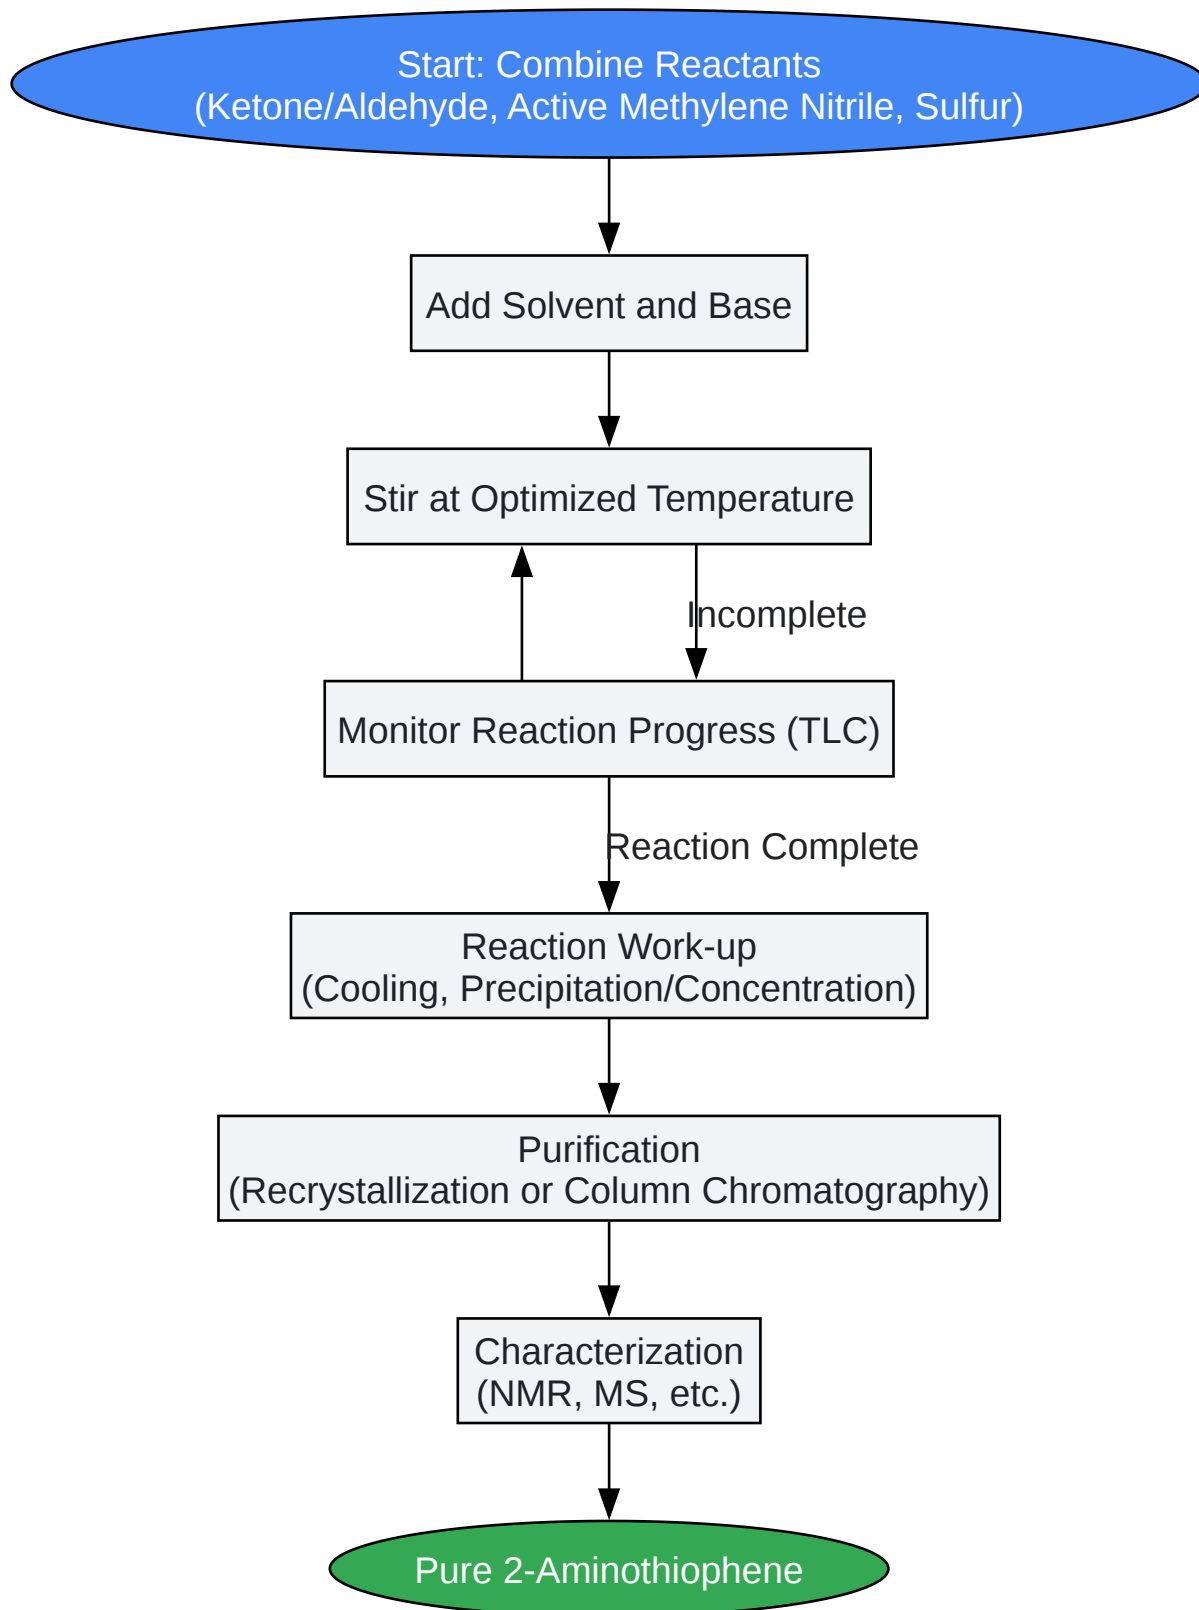 Start: Combine Reactants
(Ketone/Aldehyde, Active Methylene Nitrile, Sulfur)
Add Solvent and Base
Stir at Optimized Temperature
Incomplete
Monitor Reaction Progress (TLC)
Reaction Complete
Reaction Work-up
(Cooling, Precipitation/Concentration)
Purification
(Recrystallization or Column Chromatography)
Characterization
(NMR, MS, etc.)
Pure 2-Aminothiophene